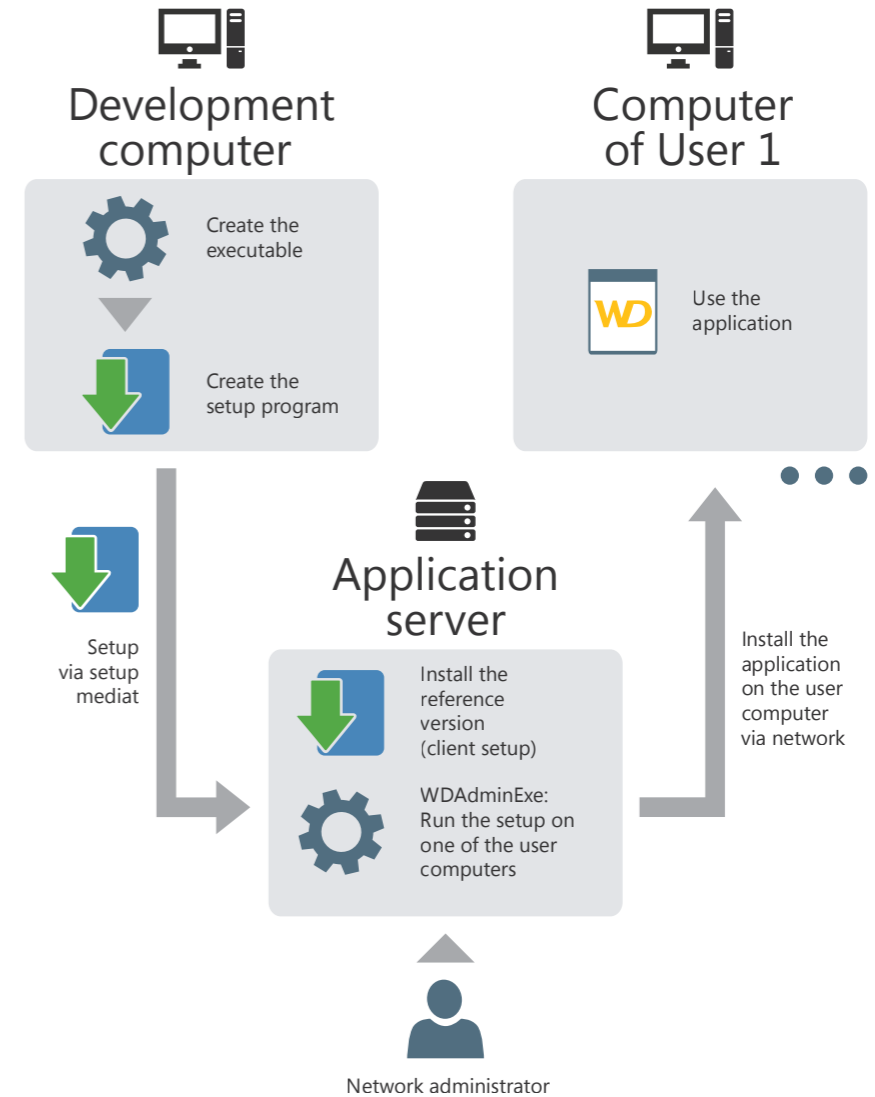 Development
computer
Create the
executable
Create the
setup program
Computer
of User 1
WD
Use the
application
Setup
via setup
mediat
Application
server
Install the
reference
version
(client setup)
WDAdminExe:
Run the setup on
one of the user
computers
Install the
application
on the user
computer
via network
Network administrator